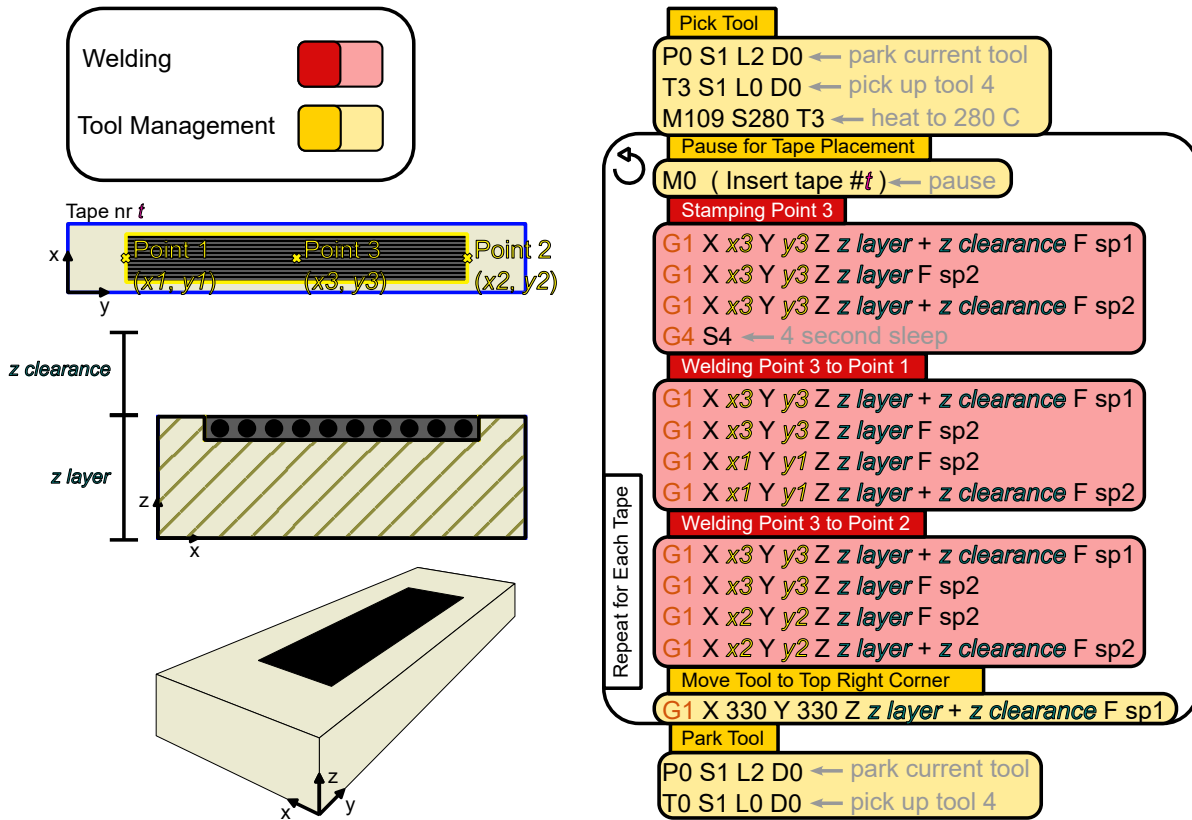 Welding
Tool Management
Tape nr t
x
y
Point 1
(x1, y1)
Point 3
(x3, y3)
Point 2
(x2, y2)
z clearance
z layer
z
x
z
x
y
Pick Tool
P0 S1 L2 D0 ← park current tool
T3 S1 L0 D0 ← pick up tool 4
M109 S280 T3 ← heat to 280 C
Repeat for Each Tape
Pause for Tape Placement
M0 ( Insert tape #t ) ← pause
Stamping Point 3
G1 X x3 Y y3 Z z layer + z clearance F sp1
G1 X x3 Y y3 Z z layer F sp2
G1 X x3 Y y3 Z z layer + z clearance F sp2
G4 S4 ← 4 second sleep
Welding Point 3 to Point 1
G1 X x3 Y y3 Z z layer + z clearance F sp1
G1 X x3 Y y3 Z z layer F sp2
G1 X x1 Y y1 Z z layer F sp2
G1 X x1 Y y1 Z z layer + z clearance F sp2
Welding Point 3 to Point 2
G1 X x3 Y y3 Z z layer + z clearance F sp1
G1 X x3 Y y3 Z z layer F sp2
G1 X x2 Y y2 Z z layer F sp2
G1 X x2 Y y2 Z z layer + z clearance F sp2
Move Tool to Top Right Corner
G1 X 330 Y 330 Z z layer + z clearance F sp1
Park Tool
P0 S1 L2 D0 ← park current tool
T0 S1 L0 D0 ← pick up tool 4